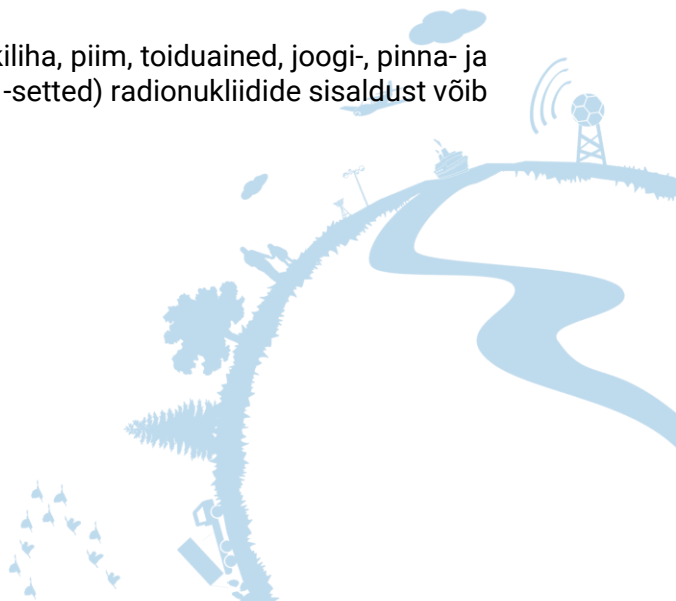 kiliha, piim, toiduained, joogi-, pinna- ja
-setted) radionukliidide sisaldust võib